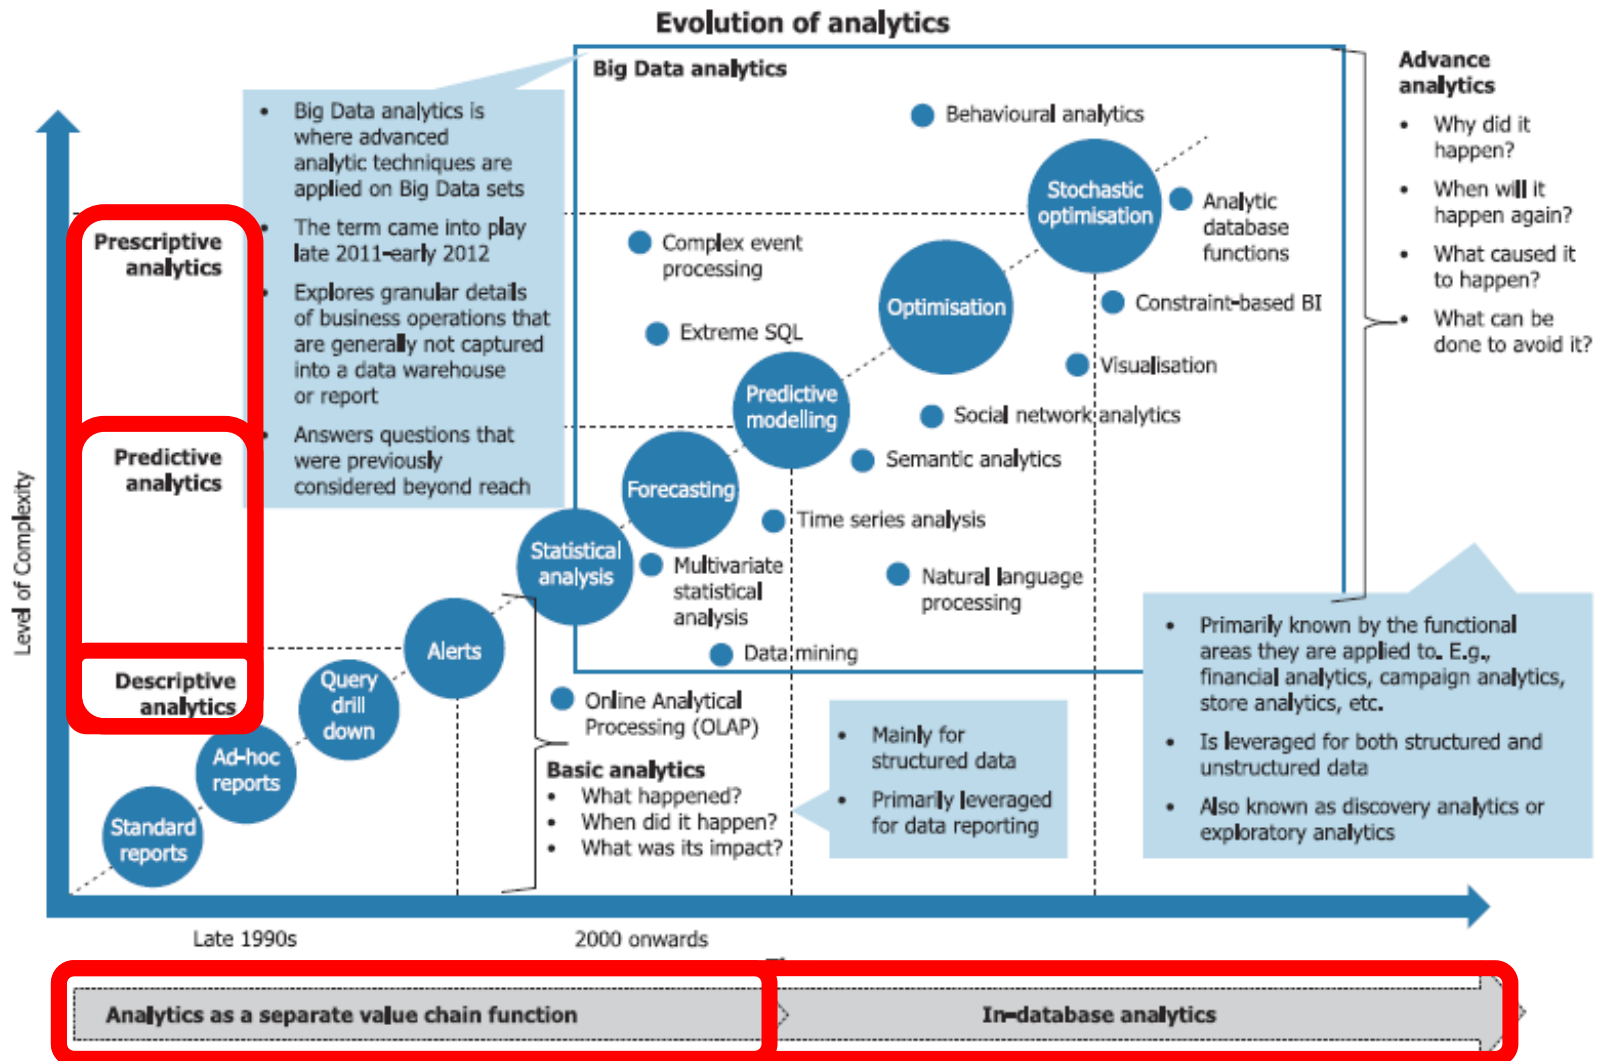 Evolution of analytics
Big Data analytics
• Big Data analytics is
where advanced
analytic techniques are
applied on Big Data sets
• The term came into play
late 2011–early 2012
• Explores granular details
of business operations that
are generally not captured
into a data warehouse
or report
• Answers questions that
were previously
considered beyond reach
Advance
analytics
• Why did it
happen?
• When will it
happen again?
• What caused it
to happen?
• What can be
done to avoid it?
Level of Complexity
Prescriptive
analytics
Predictive
analytics
Descriptive
analytics
Behavioural analytics
Stochastic
optimisation
Analytic
database
functions
Complex event
processing
Optimisation
Constraint-based BI
Extreme SQL
Visualisation
Predictive
modelling
Social network analytics
Semantic analytics
Forecasting
Time series analysis
Statistical
analysis
Multivariate
statistical
analysis
Natural language
processing
Data mining
Alerts
Query
drill
down
Online Analytical
Processing (OLAP)
Ad-hoc
reports
Standard
reports
Basic analytics
• What happened?
• When did it happen?
• What was its impact?
• Mainly for
structured data
• Primarily leveraged
for data reporting
• Primarily known by the functional
areas they are applied to. E.g.,
financial analytics, campaign analytics,
store analytics, etc.
• Is leveraged for both structured and
unstructured data
• Also known as discovery analytics or
exploratory analytics
Late 1990s
2000 onwards
Analytics as a separate value chain function
In-database analytics